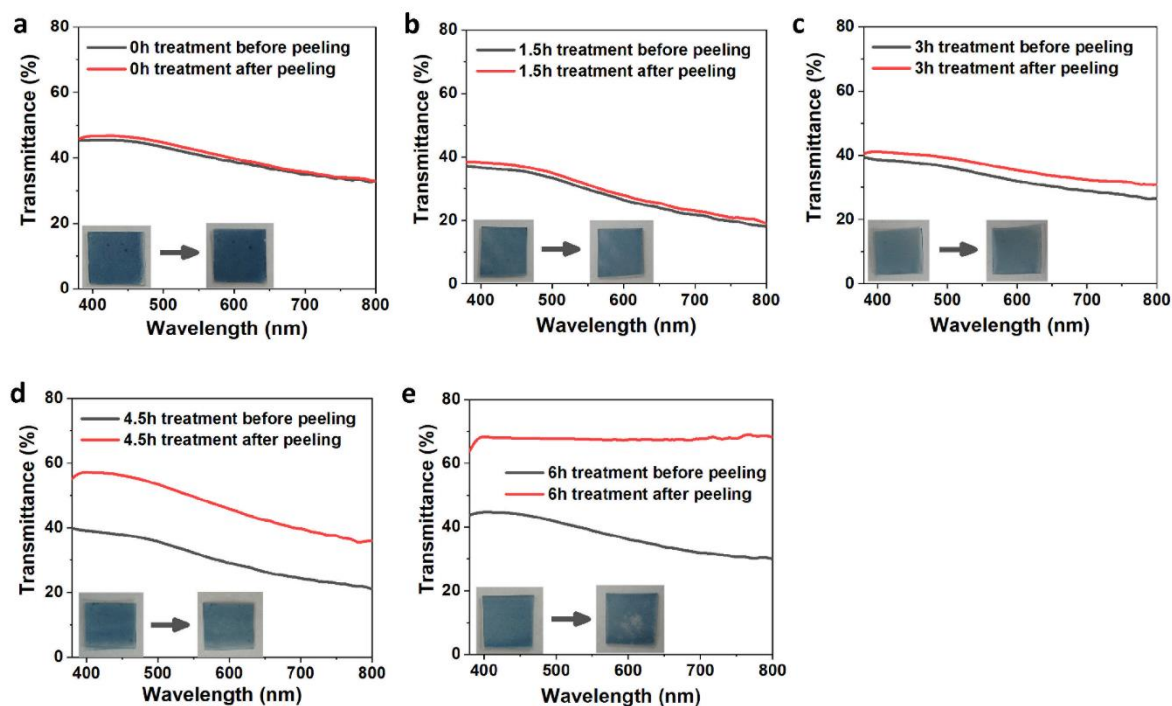 a
80
60
40
20
0
Transmittance (%)
0h treatment before peeling
0h treatment after peeling
400 500 600 700 800
Wavelength (nm)
b
80
60
40
20
0
Transmittance (%)
1.5h treatment before peeling
1.5h treatment after peeling
400 500 600 700 800
Wavelength (nm)
c
80
60
40
20
0
Transmittance (%)
3h treatment before peeling
3h treatment after peeling
400 500 600 700 800
Wavelength (nm)
d
80
60
40
20
0
Transmittance (%)
4.5h treatment before peeling
4.5h treatment after peeling
400 500 600 700 800
Wavelength (nm)
e
80
60
40
20
0
Transmittance (%)
6h treatment before peeling
6h treatment after peeling
400 500 600 700 800
Wavelength (nm)